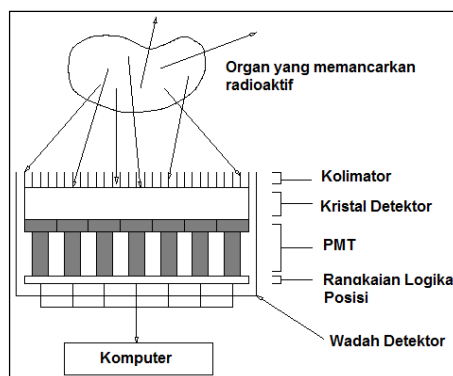 Organ yang memancarkan
radioaktif
Kolimator
Kristal Detektor
PMT
Rangkaian Logika
Posisi
Wadah Detektor
Komputer